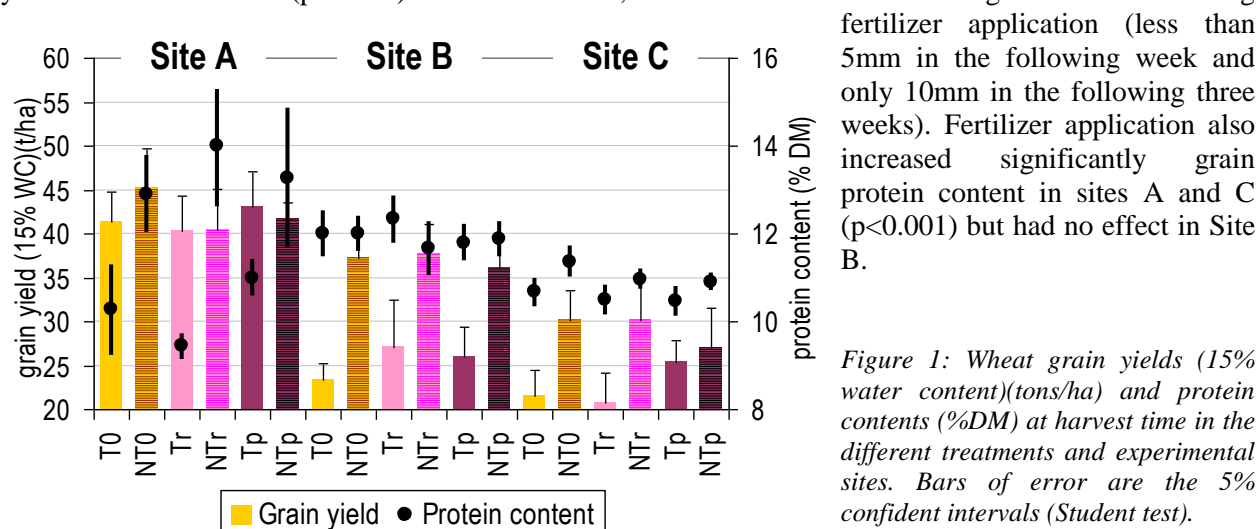 Site A
Site B
Site C
grain yield (15% WC)(t/ha)
60
55
50
45
40
35
30
25
20
16
14
12
10
8
protein content (% DM)
T0
NT0
Tr
NTr
Tp
NTp
T0
NT0
Tr
NTr
Tp
NTp
T0
NT0
Tr
NTr
Tp
NTp
Grain yield
Protein content
fertilizer application (less than
5mm in the following week and
only 10mm in the following three
weeks). Fertilizer application also
increased significantly grain
protein content in sites A and C
(p<0.001) but had no effect in Site
B.
Figure 1: Wheat grain yields (15%
water content)(tons/ha) and protein
contents (%DM) at harvest time in the
different treatments and experimental
sites. Bars of error are the 5%
confident intervals (Student test).